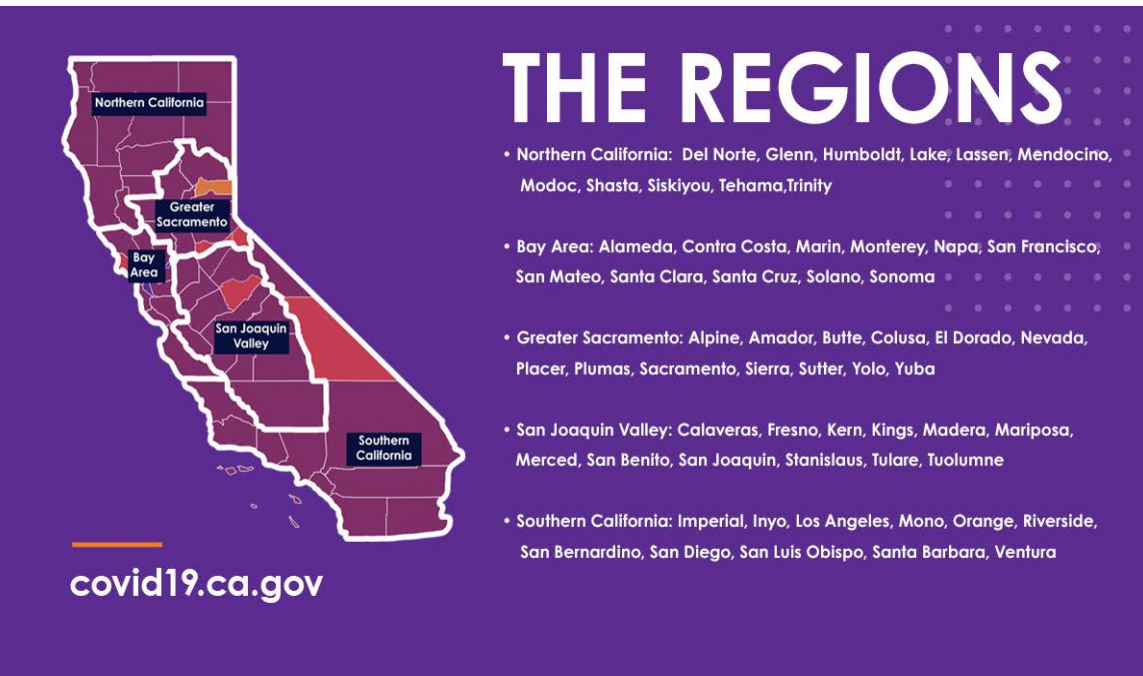 THE REGIONS
Northern California
Greater
Sacramento
Bay
Area
San Joaquin
Valley
Southern
California
• Northern California:  Del Norte, Glenn, Humboldt, Lake, Lassen, Mendocino,
Modoc, Shasta, Siskiyou, Tehama,Trinity
• Bay Area: Alameda, Contra Costa, Marin, Monterey, Napa, San Francisco,
San Mateo, Santa Clara, Santa Cruz, Solano, Sonoma
• Greater Sacramento: Alpine, Amador, Butte, Colusa, El Dorado, Nevada,
Placer, Plumas, Sacramento, Sierra, Sutter, Yolo, Yuba
• San Joaquin Valley: Calaveras, Fresno, Kern, Kings, Madera, Mariposa,
Merced, San Benito, San Joaquin, Stanislaus, Tulare, Tuolumne
• Southern California: Imperial, Inyo, Los Angeles, Mono, Orange, Riverside,
San Bernardino, San Diego, San Luis Obispo, Santa Barbara, Ventura
covid19.ca.gov